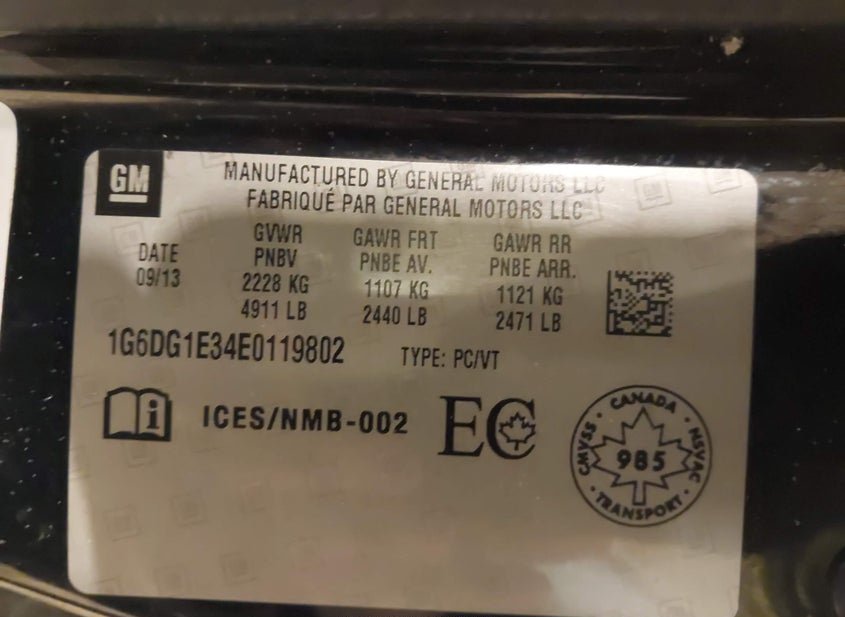 GM
MANUFACTURED BY GENERAL MOTORS LLC
FABRIQUÉ PAR GENERAL MOTORS LLC
DATE
09/13
GVWR
PNBV
2228 KG
4911 LB
GAWR FRT
PNBE AV.
1107 KG
2440 LB
GAWR RR
PNBE ARR.
1121 KG
2471 LB
1G6DG1E34E0119802 TYPE: PC/VT
i ICES/NMB-002 EC
CMVSS · CANADA · NSVAC
985
· TRANSPORT ·